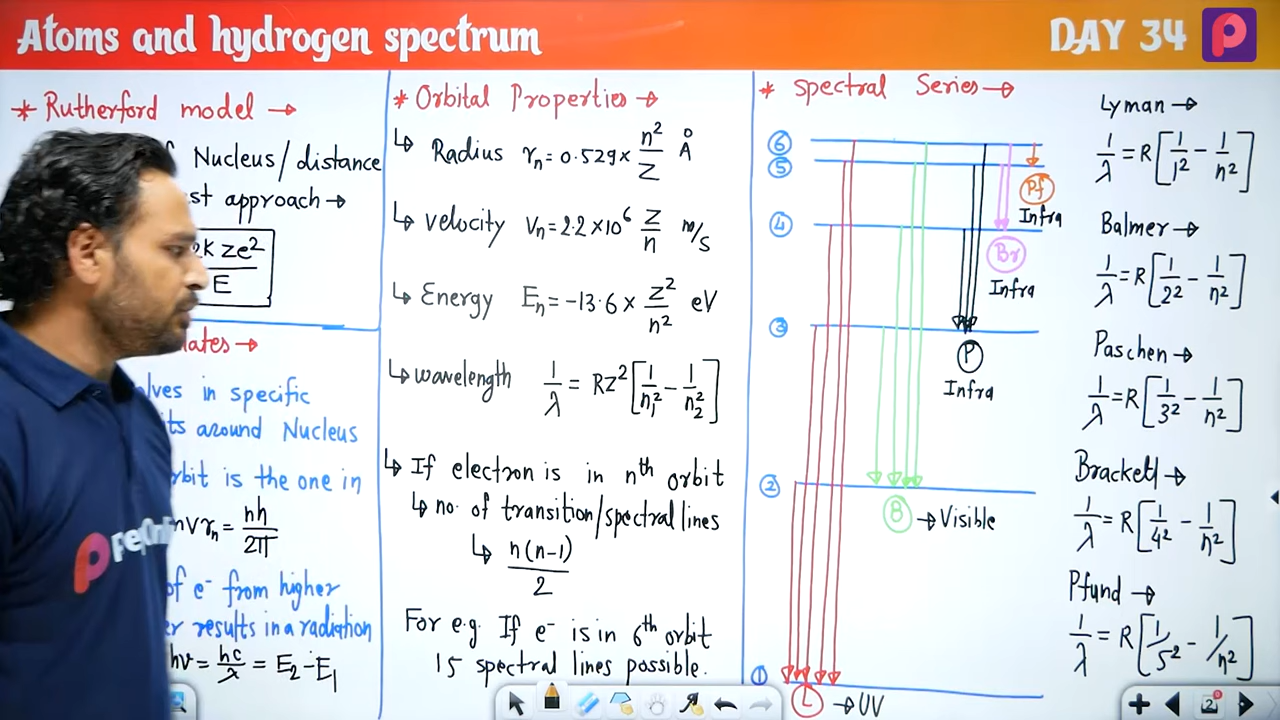 Atoms and hydrogen spectrum
DAY 34
* Rutherford model →
Nucleus/distance
st approach →
2K ze²
E
→
lves in specific
its around Nucleus
rbit is the one in
mvrₙ = nh/2π
of e⁻ from higher
er results in a radiation
hν = hc/λ = E₂-E₁
* Orbital Properties →
↳ Radius rₙ = 0.529 × n²/Z Å
↳ velocity Vₙ = 2.2×10⁶ Z/n m/s
↳ Energy Eₙ = -13.6 × Z²/n² eV
↳ wavelength 1/λ = RZ² [1/n₁² - 1/n₂²]
↳ If electron is in nᵗʰ orbit
↳ no. of transition/spectral lines
↳ n(n-1)/2
For e.g. If e⁻ is in 6ᵗʰ orbit
15 spectral lines possible.
* Spectral Series →
6
5
4
3
2
1
Pf
Infra
Br
Infra
P
Infra
B → Visible
L → UV
Lyman →
1/λ = R [1/1² - 1/n²]
Balmer →
1/λ = R [1/2² - 1/n²]
Paschen →
1/λ = R [1/3² - 1/n²]
Brackett →
1/λ = R [1/4² - 1/n²]
Pfund →
1/λ = R [1/5² - 1/n²]
2